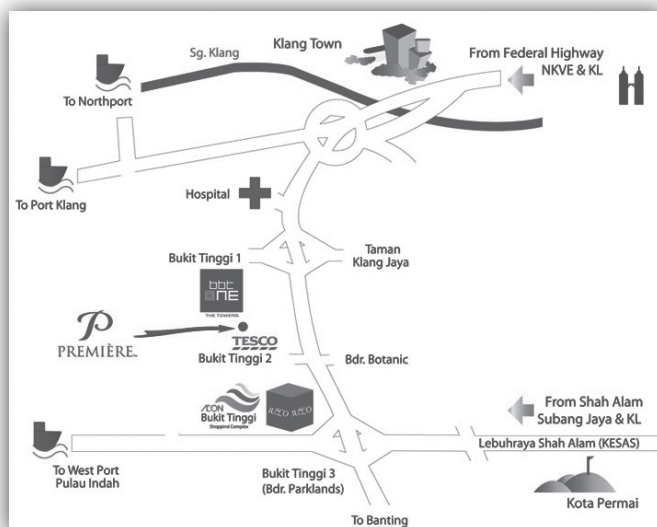 Sg. Klang
Klang Town
From Federal Highway
NKVE & KL
To Northport
Hospital
To Port Klang
Bukit Tinggi 1
Taman
Klang Jaya
bbt
ONE
THE TOWERS
P
PREMIÈRE
TESCO
Bukit Tinggi 2
Bdr. Botanic
ÆON
Bukit Tinggi
Shopping Complex
JUSCO JUSCO
From Shah Alam
Subang Jaya & KL
Lebuhraya Shah Alam (KESAS)
To West Port
Pulau Indah
Bukit Tinggi 3
(Bdr. Parklands)
Kota Permai
To Banting